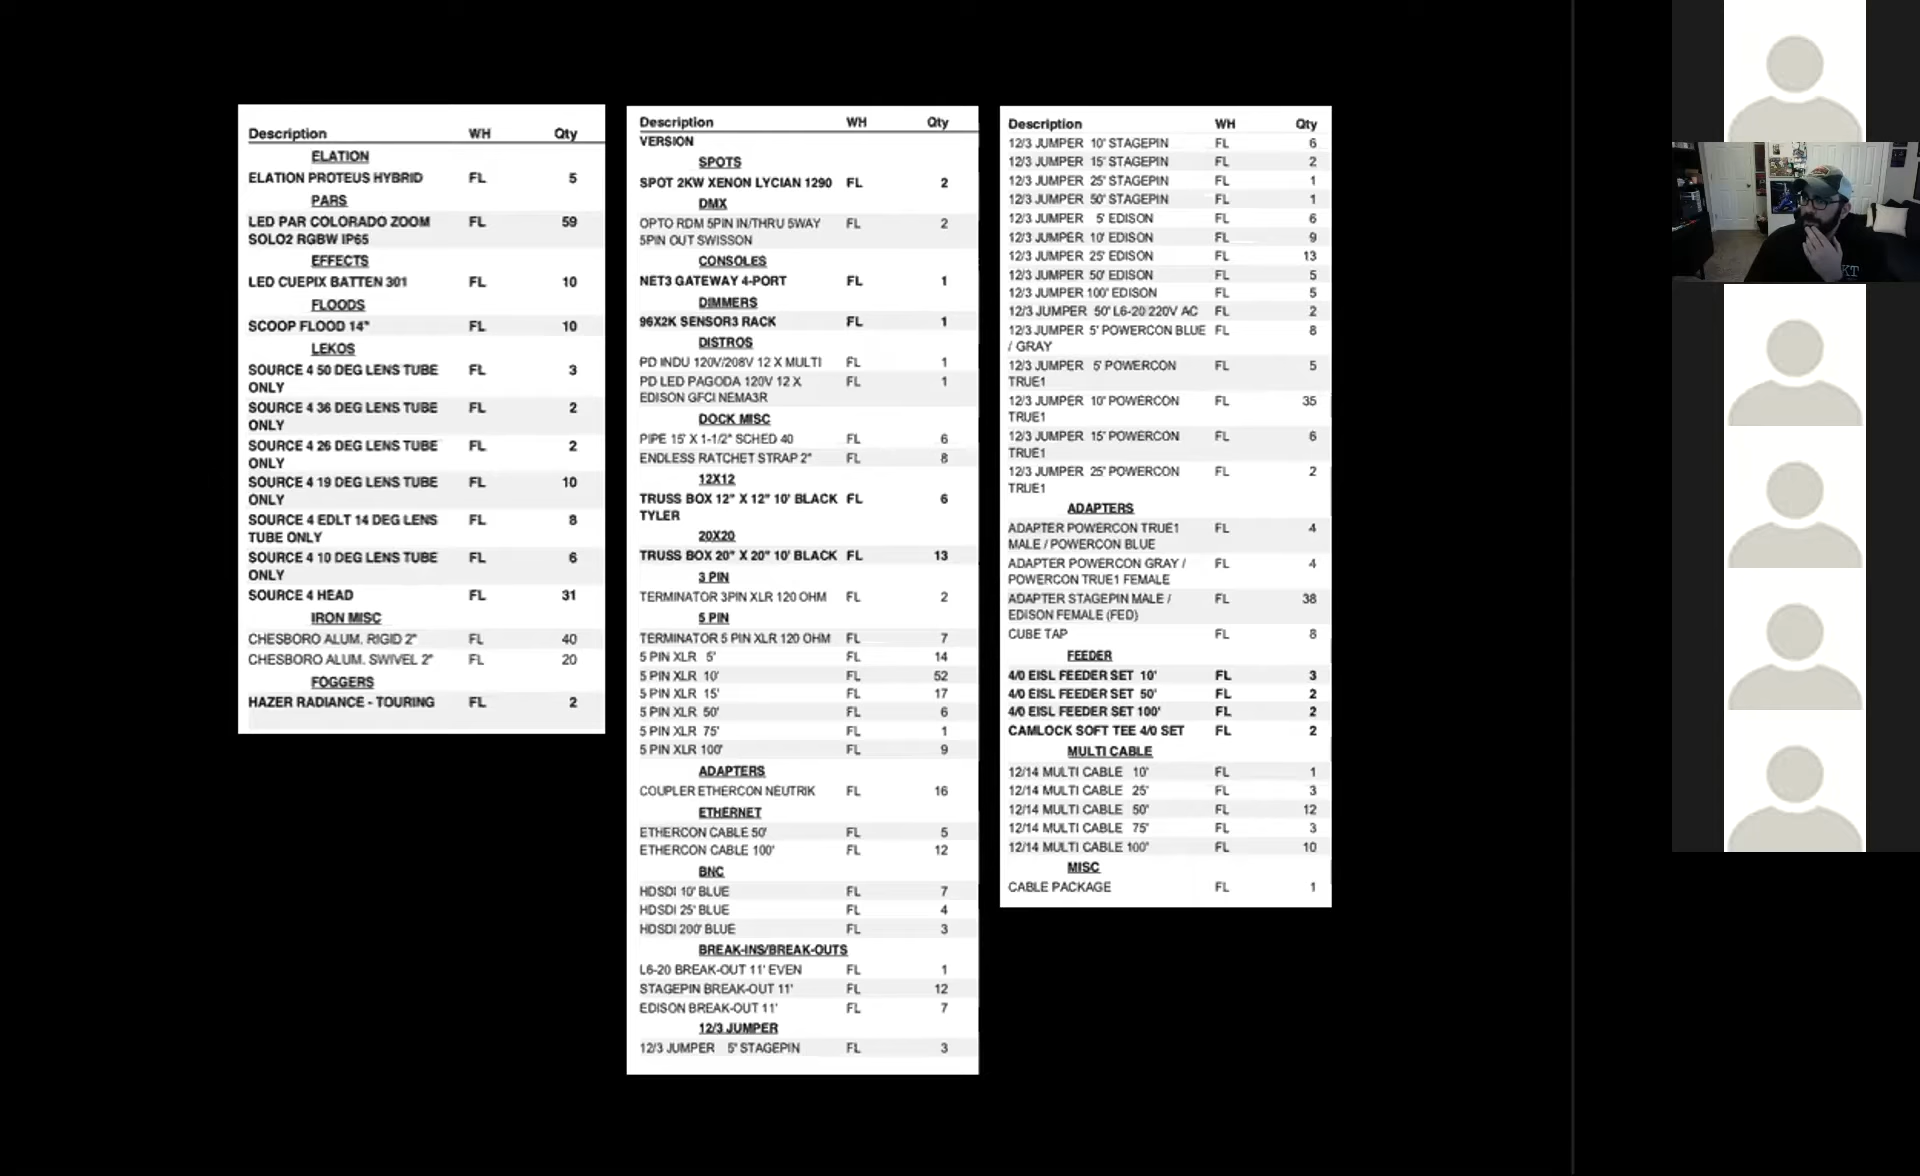 Description WH Qty
ELATION
ELATION PROTEUS HYBRID FL 5
PARS
LED PAR COLORADO ZOOM FL 59
SOLO2 RGBW IP65
EFFECTS
LED CUEPIX BATTEN 301 FL 10
FLOODS
SCOOP FLOOD 14" FL 10
LEKOS
SOURCE 4 50 DEG LENS TUBE FL 3
ONLY
SOURCE 4 36 DEG LENS TUBE FL 2
ONLY
SOURCE 4 26 DEG LENS TUBE FL 2
ONLY
SOURCE 4 19 DEG LENS TUBE FL 10
ONLY
SOURCE 4 EDLT 14 DEG LENS FL 8
TUBE ONLY
SOURCE 4 10 DEG LENS TUBE FL 6
ONLY
SOURCE 4 HEAD FL 31
IRON MISC
CHESBORO ALUM. RIGID 2" FL 40
CHESBORO ALUM. SWIVEL 2" FL 20
FOGGERS
HAZER RADIANCE - TOURING FL 2
Description WH Qty
VERSION
SPOTS
SPOT 2KW XENON LYCIAN 1290 FL 2
DMX
OPTO RDM 5PIN IN/THRU 5WAY FL 2
5PIN OUT SWISSON
CONSOLES
NET3 GATEWAY 4-PORT FL 1
DIMMERS
96X2K SENSOR3 RACK FL 1
DISTROS
PD INDU 120V/208V 12 X MULTI FL 1
PD LED PAGODA 120V 12 X FL 1
EDISON GFCI NEMA3R
DOCK MISC
PIPE 15' X 1-1/2" SCHED 40 FL 6
ENDLESS RATCHET STRAP 2" FL 8
12X12
TRUSS BOX 12" X 12" 10' BLACK FL 6
TYLER
20X20
TRUSS BOX 20" X 20" 10' BLACK FL 13
3 PIN
TERMINATOR 3PIN XLR 120 OHM FL 2
5 PIN
TERMINATOR 5 PIN XLR 120 OHM FL 7
5 PIN XLR 5' FL 14
5 PIN XLR 10' FL 52
5 PIN XLR 15' FL 17
5 PIN XLR 50' FL 6
5 PIN XLR 75' FL 1
5 PIN XLR 100' FL 9
ADAPTERS
COUPLER ETHERCON NEUTRIK FL 16
ETHERNET
ETHERCON CABLE 50' FL 5
ETHERCON CABLE 100' FL 12
BNC
HDSDI 10' BLUE FL 7
HDSDI 25' BLUE FL 4
HDSDI 200' BLUE FL 3
BREAK-INS/BREAK-OUTS
L6-20 BREAK-OUT 11' EVEN FL 1
STAGEPIN BREAK-OUT 11' FL 12
EDISON BREAK-OUT 11' FL 7
12/3 JUMPER
12/3 JUMPER 5' STAGEPIN FL 3
Description WH Qty
12/3 JUMPER 10' STAGEPIN FL 6
12/3 JUMPER 15' STAGEPIN FL 2
12/3 JUMPER 25' STAGEPIN FL 1
12/3 JUMPER 50' STAGEPIN FL 1
12/3 JUMPER 5' EDISON FL 6
12/3 JUMPER 10' EDISON FL 9
12/3 JUMPER 25' EDISON FL 13
12/3 JUMPER 50' EDISON FL 5
12/3 JUMPER 100' EDISON FL 5
12/3 JUMPER 50' L6-20 220V AC FL 2
12/3 JUMPER 5' POWERCON BLUE FL 8
/ GRAY
12/3 JUMPER 5' POWERCON FL 5
TRUE1
12/3 JUMPER 10' POWERCON FL 35
TRUE1
12/3 JUMPER 15' POWERCON FL 6
TRUE1
12/3 JUMPER 25' POWERCON FL 2
TRUE1
ADAPTERS
ADAPTER POWERCON TRUE1 FL 4
MALE / POWERCON BLUE
ADAPTER POWERCON GRAY / FL 4
POWERCON TRUE1 FEMALE
ADAPTER STAGEPIN MALE / FL 38
EDISON FEMALE (FED)
CUBE TAP FL 8
FEEDER
4/0 EISL FEEDER SET 10' FL 3
4/0 EISL FEEDER SET 50' FL 2
4/0 EISL FEEDER SET 100' FL 2
CAMLOCK SOFT TEE 4/0 SET FL 2
MULTI CABLE
12/14 MULTI CABLE 10' FL 1
12/14 MULTI CABLE 25' FL 3
12/14 MULTI CABLE 50' FL 12
12/14 MULTI CABLE 75' FL 3
12/14 MULTI CABLE 100' FL 10
MISC
CABLE PACKAGE FL 1